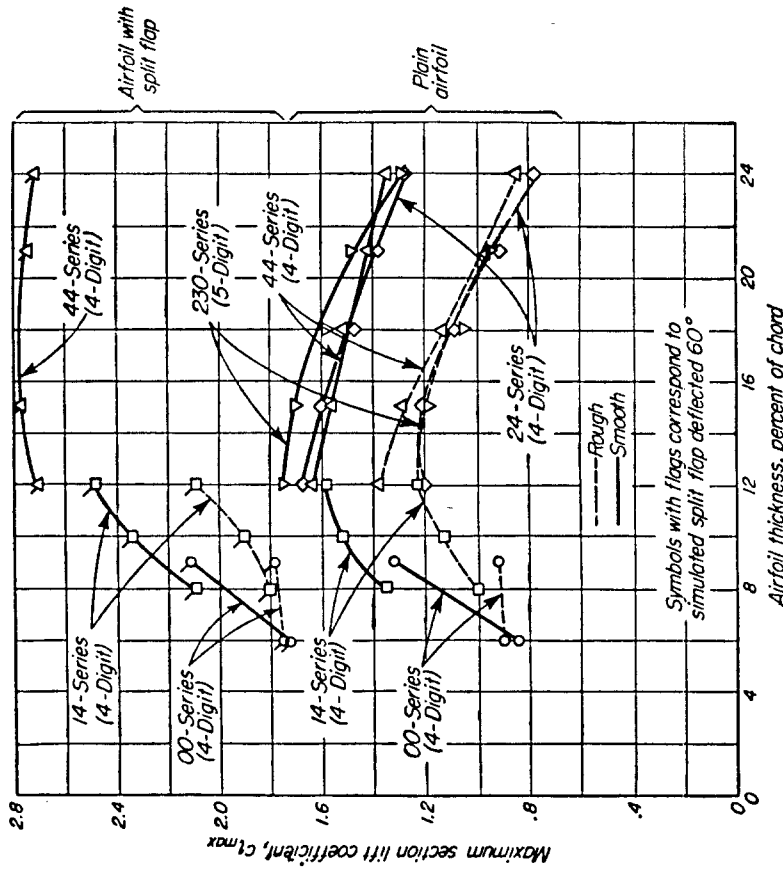 Airfoil with
split flap
Plain
airfoil
44-Series
(4-Digit)
230-Series
(5-Digit)
44-Series
(4-Digit)
24-Series
(4-Digit)
14-Series
(4-Digit)
00-Series
(4-Digit)
14-Series
(4-Digit)
00-Series
(4-Digit)
Rough
Smooth
Symbols with flags correspond to
simulated split flap deflected 60°
Maximum section lift coefficient, c_l max
2.8
2.4
2.0
1.6
1.2
.8
0
0
4
8
12
16
20
24
Airfoil thickness, percent of chord